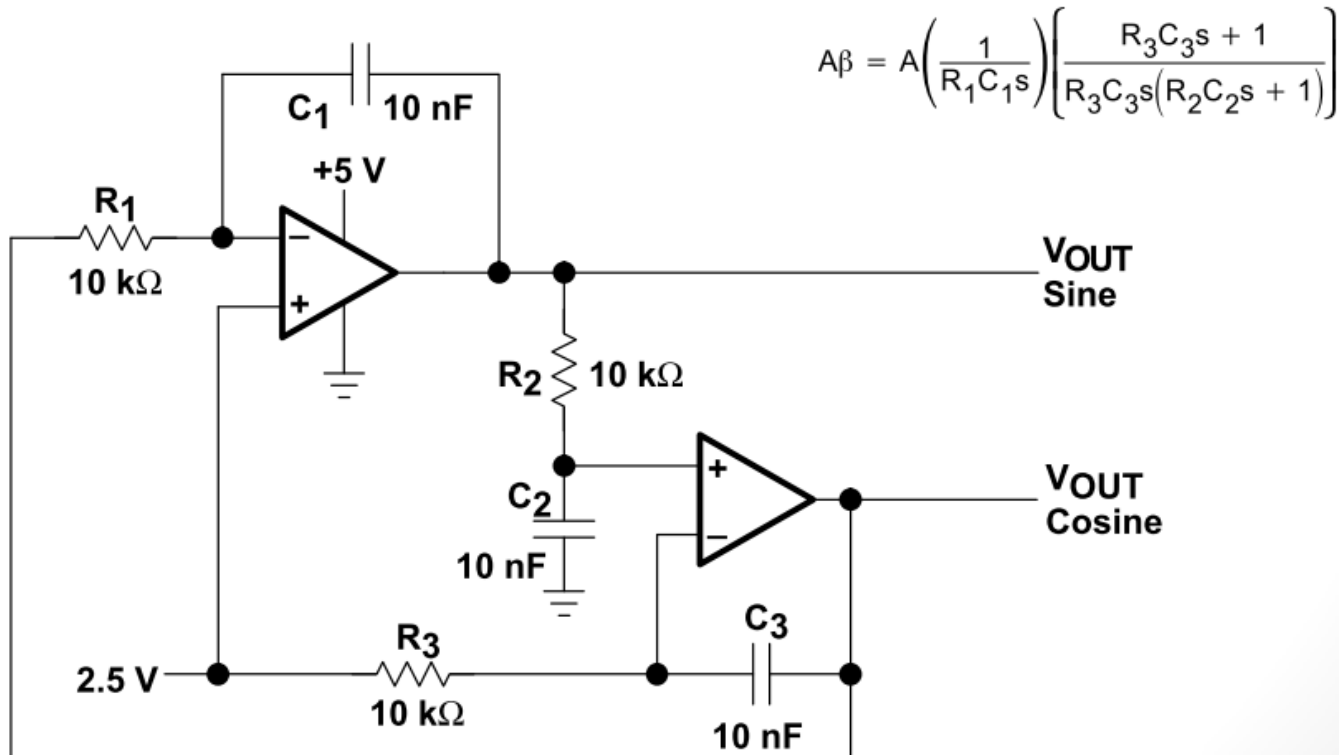 Aβ = A(1/R₁C₁s)[R₃C₃s + 1/R₃C₃s(R₂C₂s + 1)]
C₁ 10 nF
+5 V
R₁
10 kΩ
−
+
VOUT
Sine
R₂ 10 kΩ
+
−
VOUT
Cosine
C₂
10 nF
C₃
R₃
2.5 V
10 kΩ
10 nF